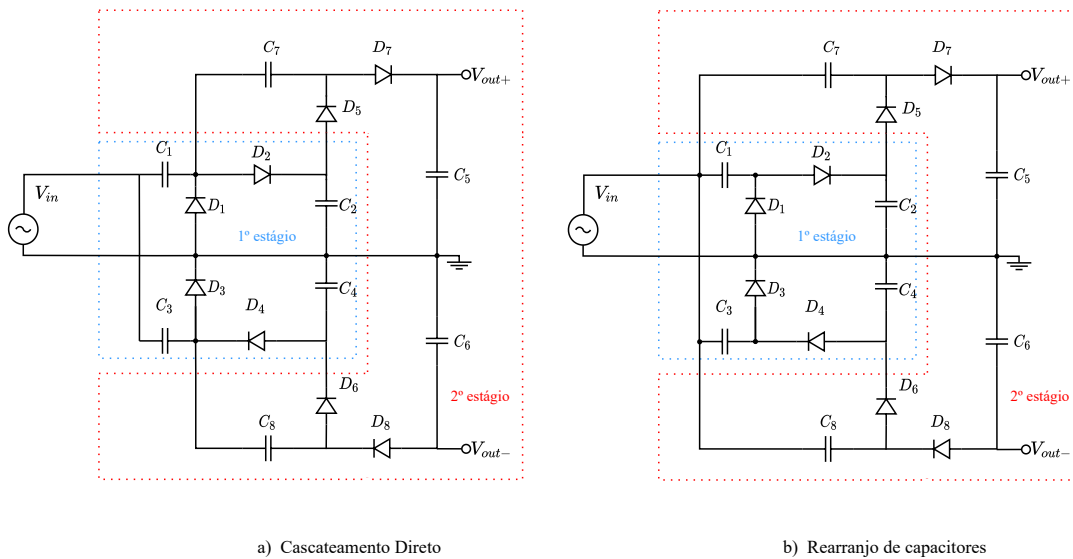 C7
D7
Vout+
D5
C1
D2
Vin
D1
C2
C5
1º estágio
D3
C4
C3
D4
C6
D6
2º estágio
C8
D8
Vout−
a) Cascateamento Direto
C7
D7
Vout+
D5
C1
D2
Vin
D1
C2
C5
1º estágio
D3
C4
C3
D4
C6
D6
2º estágio
C8
D8
Vout−
b) Rearranjo de capacitores